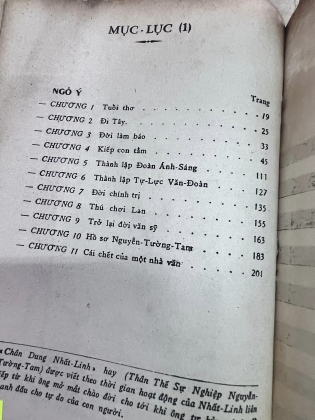 MỤC-LỤC (1)
Trang
NGỎ Ý
— CHƯƠNG 1 Tuổi thơ . . . . . . . . . 19
— CHƯƠNG 2 Đi Tây. . . . . . . . . . 25
— CHƯƠNG 3 Đời làm báo . . . . . . . . 33
— CHƯƠNG 4 Kiếp con tằm . . . . . . . . 45
— CHƯƠNG 5 Thành lập Đoàn Ánh-Sáng . . . . . 111
— CHƯƠNG 6 Thành lập Tự-Lực Văn-Đoàn . . . . 127
— CHƯƠNG 7 Đời chính trị . . . . . . . . 135
— CHƯƠNG 8 Thú chơi Lan . . . . . . . . 155
— CHƯƠNG 9 Trở lại đời văn sỹ . . . . . . . 163
— CHƯƠNG 10 Hồ sơ Nguyễn-Tường-Tam . . . . . 183
— CHƯƠNG 11 Cái chết của một nhà văn . . . . . 201
«Chân Dung Nhất-Linh» hay (Thân Thế Sự Nghiệp Nguyễn-
Tường-Tam) được viết theo thời gian hoạt động của Nhất-Linh liên
tiếp từ khi ông mở mắt chào đời cho tới khi ông tự
anh đấu cho tự do của con người.